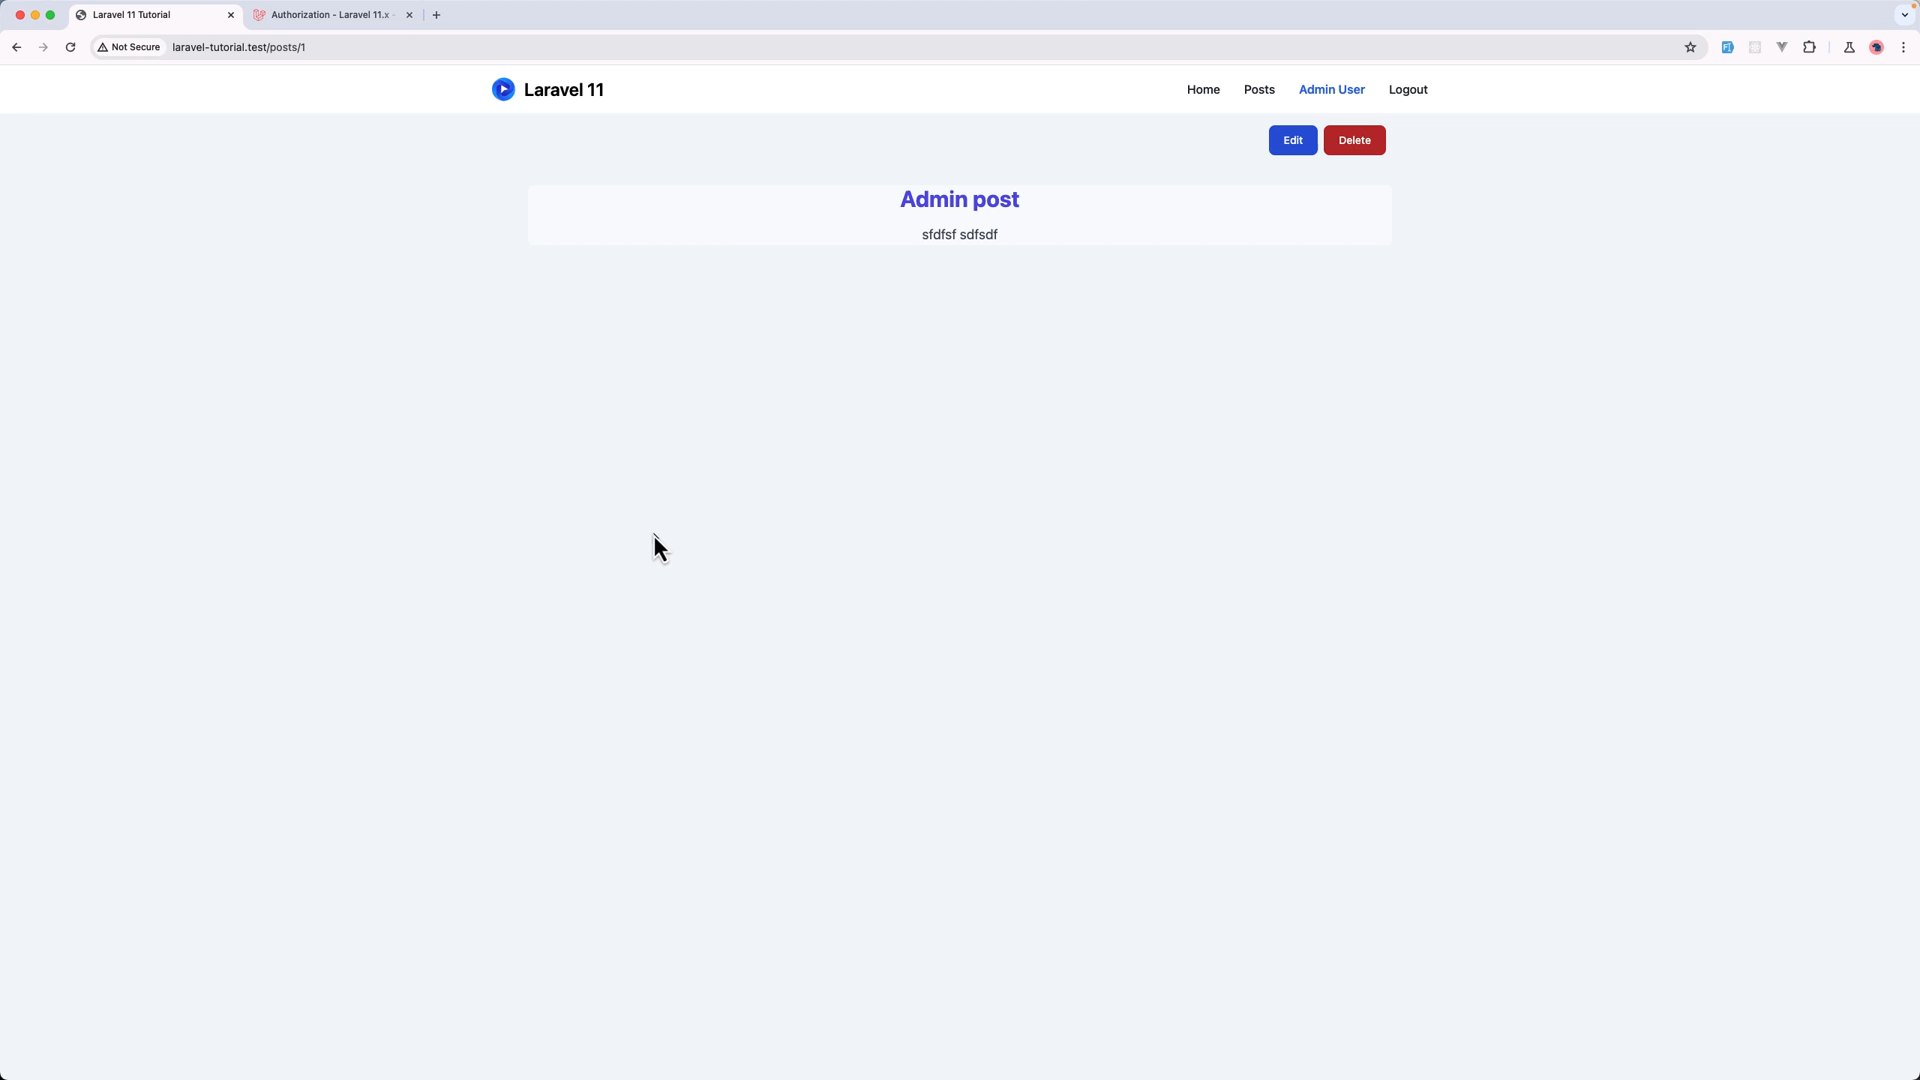 Laravel 11 Tutorial
Authorization - Laravel 11.x -
Not Secure
laravel-tutorial.test/posts/1
Laravel 11
Home
Posts
Admin User
Logout
Edit
Delete
Admin post
sfdfsf sdfsdf